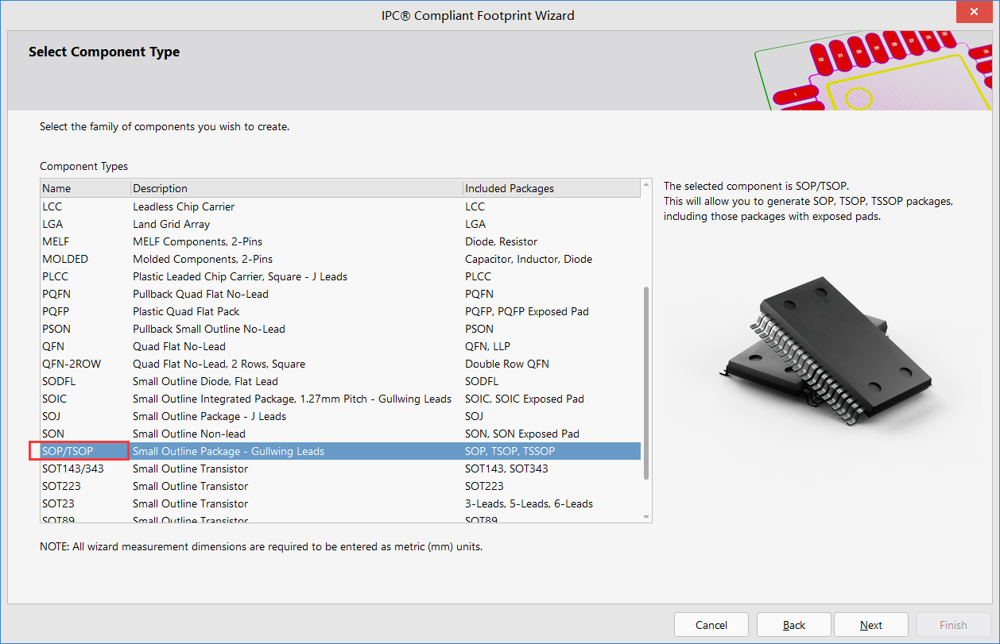 IPC® Compliant Footprint Wizard
Select Component Type
32 31 30 29 28 27 26 25
1
Select the family of components you wish to create.
Component Types
Name Description Included Packages
LCC Leadless Chip Carrier LCC
LGA Land Grid Array LGA
MELF MELF Components, 2-Pins Diode, Resistor
MOLDED Molded Components, 2-Pins Capacitor, Inductor, Diode
PLCC Plastic Leaded Chip Carrier, Square - J Leads PLCC
PQFN Pullback Quad Flat No-Lead PQFN
PQFP Plastic Quad Flat Pack PQFP, PQFP Exposed Pad
PSON Pullback Small Outline No-Lead PSON
QFN Quad Flat No-Lead QFN, LLP
QFN-2ROW Quad Flat No-Lead, 2 Rows, Square Double Row QFN
SODFL Small Outline Diode, Flat Lead SODFL
SOIC Small Outline Integrated Package, 1.27mm Pitch - Gullwing Leads SOIC, SOIC Exposed Pad
SOJ Small Outline Package - J Leads SOJ
SON Small Outline Non-lead SON, SON Exposed Pad
SOP/TSOP Small Outline Package - Gullwing Leads SOP, TSOP, TSSOP
SOT143/343 Small Outline Transistor SOT143, SOT343
SOT223 Small Outline Transistor SOT223
SOT23 Small Outline Transistor 3-Leads, 5-Leads, 6-Leads
SOT89 Small Outline Transistor SOT89
The selected component is SOP/TSOP.
This will allow you to generate SOP, TSOP, TSSOP packages,
including those packages with exposed pads.
NOTE: All wizard measurement dimensions are required to be entered as metric (mm) units.
Cancel Back Next Finish